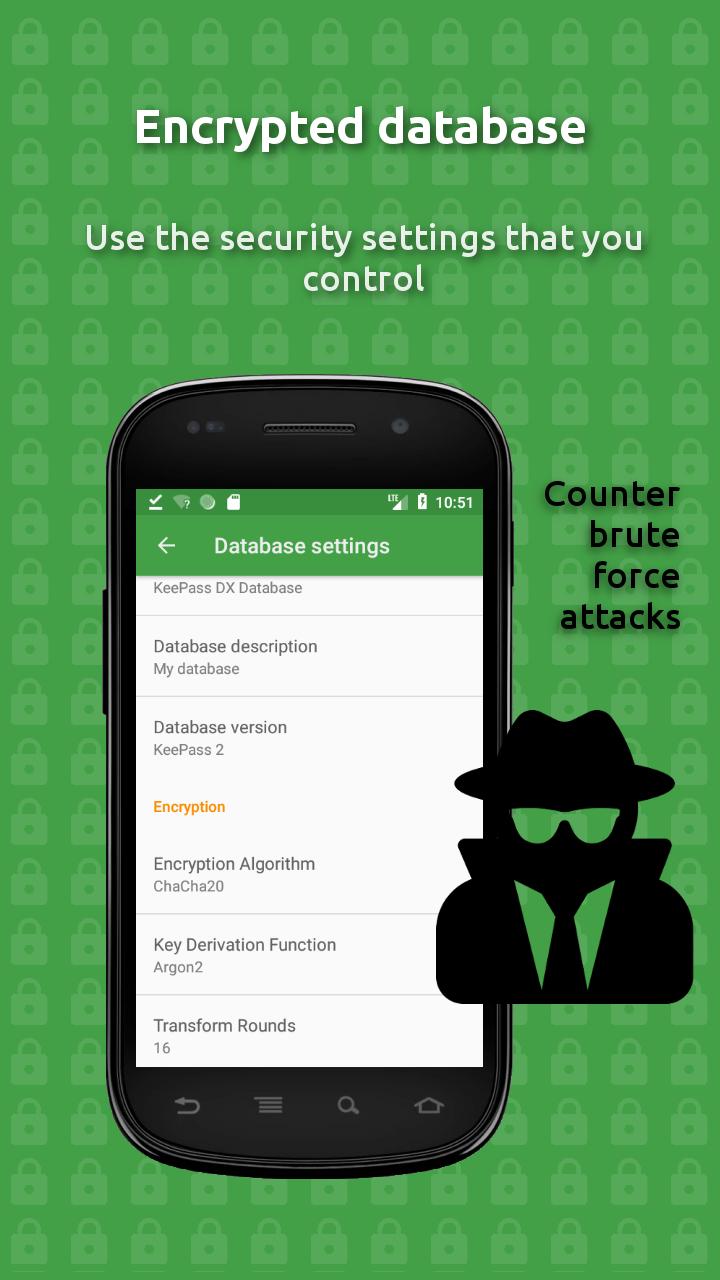 Encrypted database
Use the security settings that you
control
Counter
brute
force
attacks
LTE
10:51
Database settings
KeePass DX Database
Database description
My database
Database version
KeePass 2
Encryption
Encryption Algorithm
ChaCha20
Key Derivation Function
Argon2
Transform Rounds
16